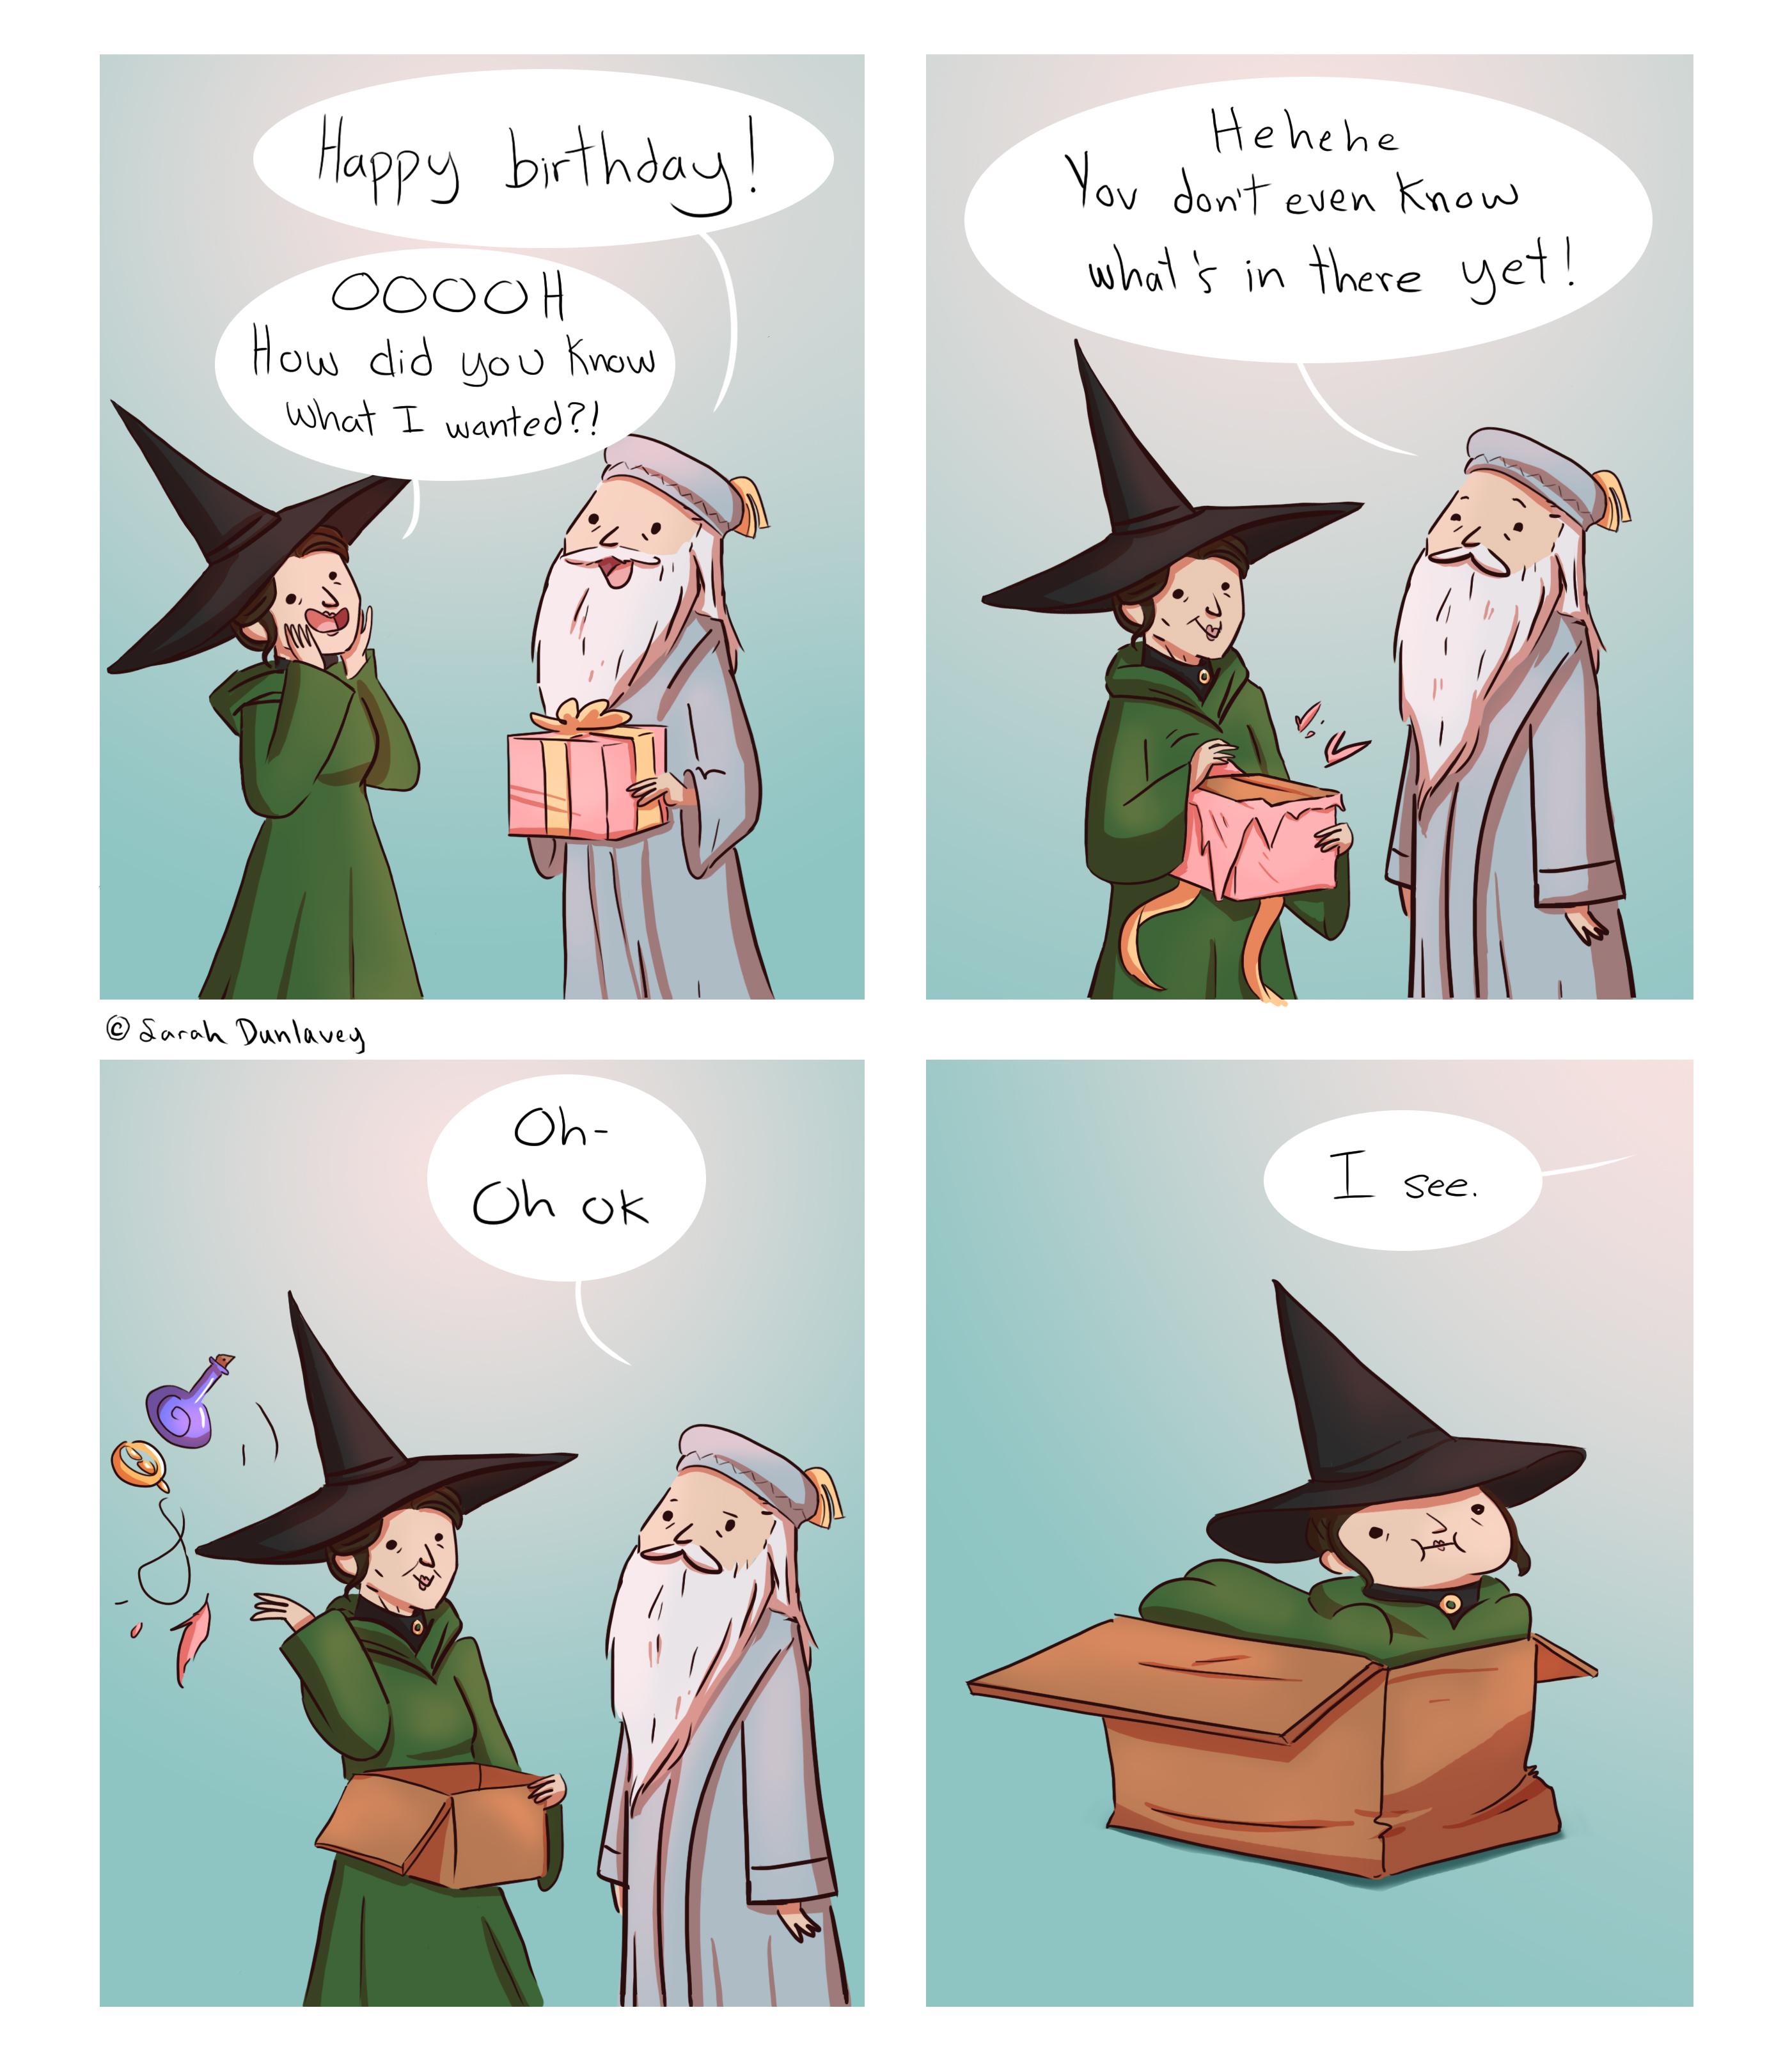 Happy birthday!
OOOOH
How did you know
what I wanted?!
Hehehe
You don't even know
what's in there yet!
© Sarah Dunlavey
Oh-
Oh ok
I see.